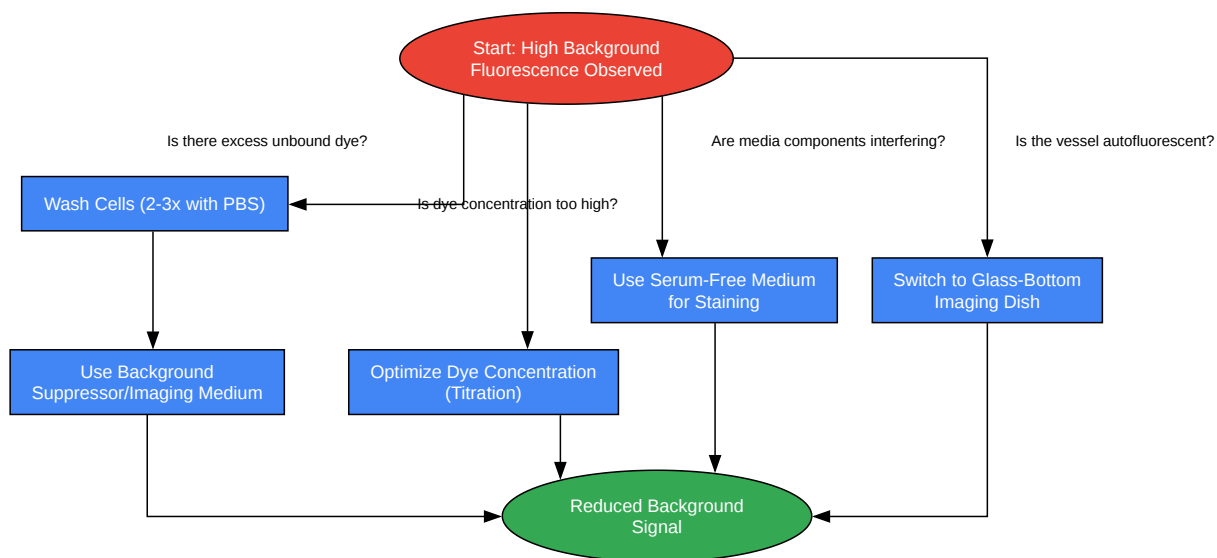 Start: High Background
Fluorescence Observed
Is there excess unbound dye?
Are media components interfering?
Is the vessel autofluorescent?
Wash Cells (2-3x with PBS)
Is dye concentration too high?
Use Serum-Free Medium
for Staining
Switch to Glass-Bottom
Imaging Dish
Use Background
Suppressor/Imaging Medium
Optimize Dye Concentration
(Titration)
Reduced Background
Signal